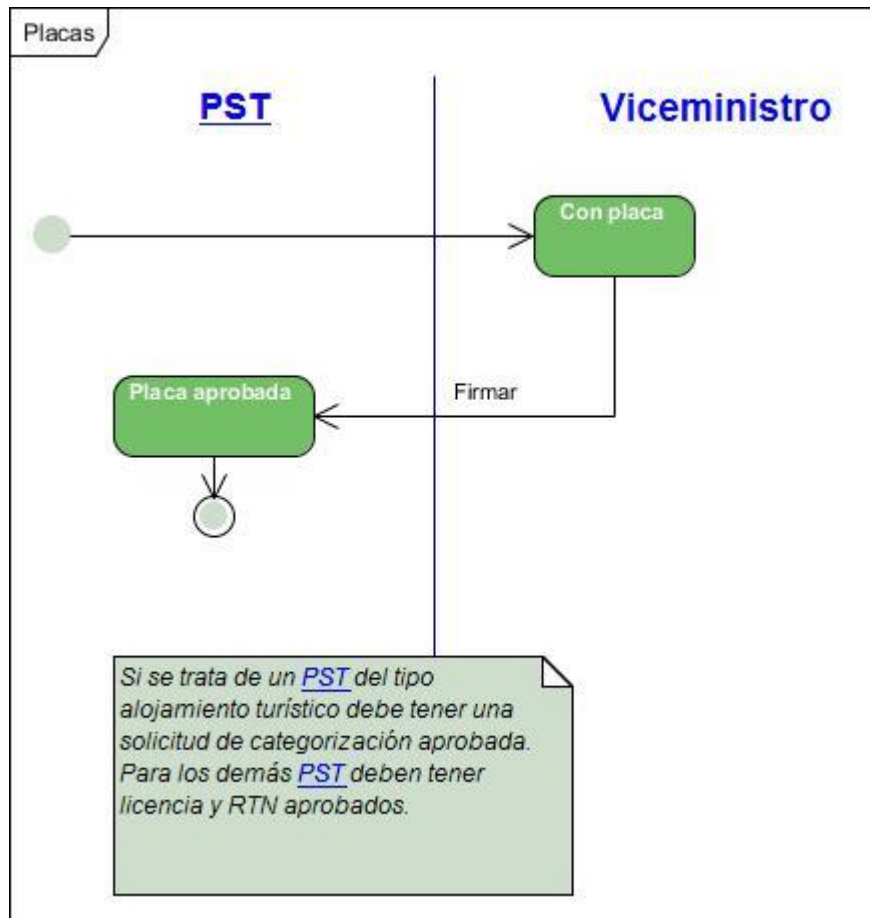 Placas
PST
Viceministro
Con placa
Placa aprobada
Firmar
Si se trata de un PST del tipo
alojamiento turístico debe tener una
solicitud de categorización aprobada.
Para los demás PST deben tener
licencia y RTN aprobados.